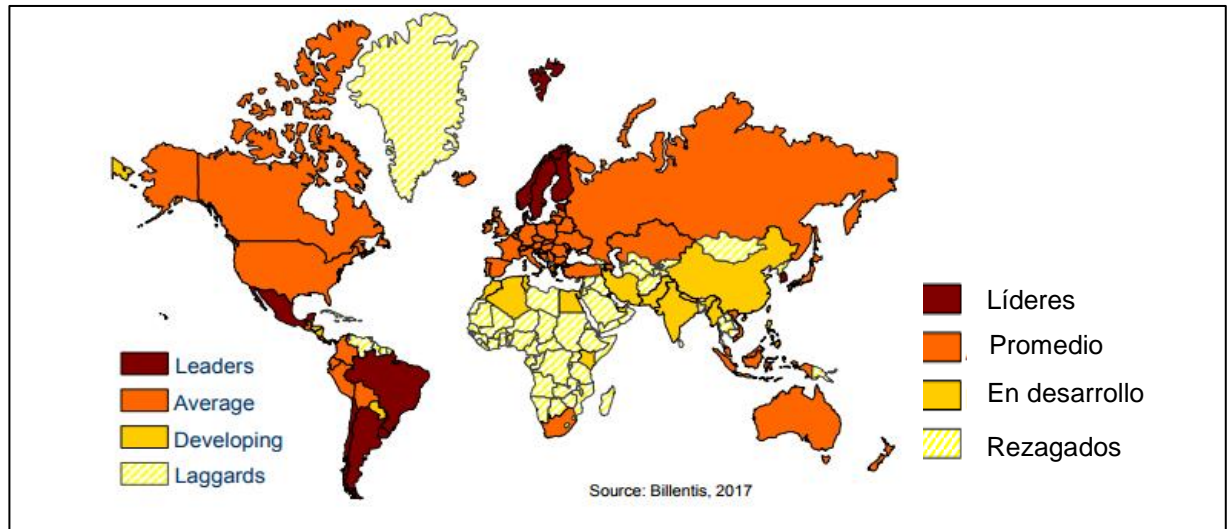 Leaders
Average
Developing
Laggards
Líderes
Promedio
En desarrollo
Rezagados
Source: Billentis, 2017